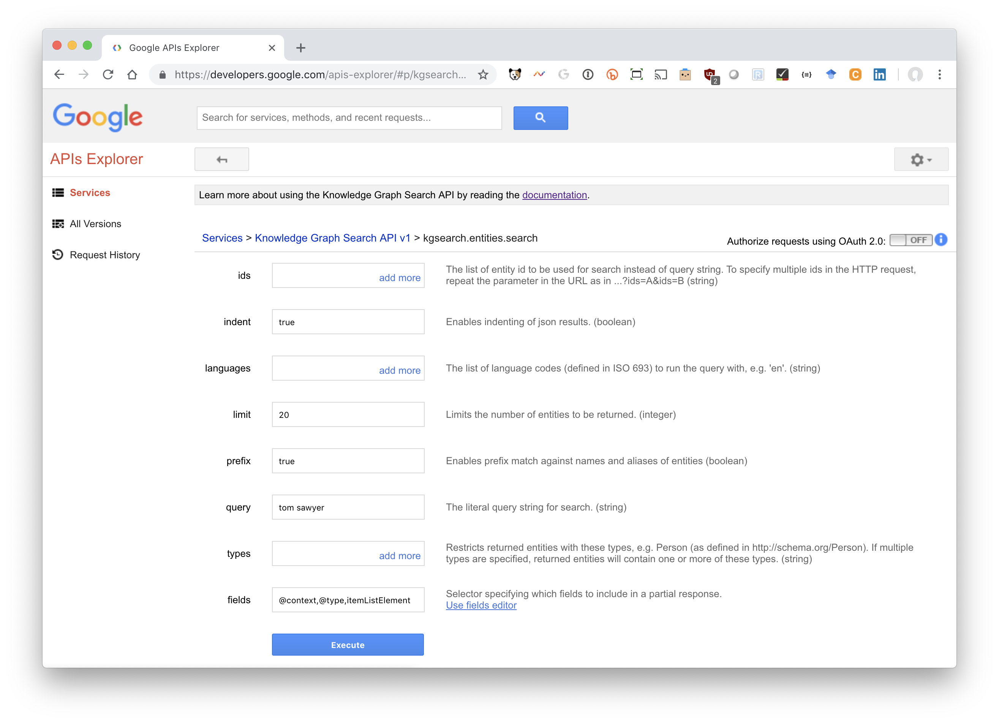 Google APIs Explorer
https://developers.google.com/apis-explorer/#p/kgsearch...
2
Google
Search for services, methods, and recent requests...
APIs Explorer
Services
Learn more about using the Knowledge Graph Search API by reading the documentation.
All Versions
Services > Knowledge Graph Search API v1 > kgsearch.entities.search
Authorize requests using OAuth 2.0: OFF
Request History
ids
add more
The list of entity id to be used for search instead of query string. To specify multiple ids in the HTTP request,
repeat the parameter in the URL as in ...?ids=A&ids=B (string)
indent
true
Enables indenting of json results. (boolean)
languages
add more
The list of language codes (defined in ISO 693) to run the query with, e.g. 'en'. (string)
limit
20
Limits the number of entities to be returned. (integer)
prefix
true
Enables prefix match against names and aliases of entities (boolean)
query
tom sawyer
The literal query string for search. (string)
types
add more
Restricts returned entities with these types, e.g. Person (as defined in http://schema.org/Person). If multiple
types are specified, returned entities will contain one or more of these types. (string)
fields
@context,@type,itemListElement
Selector specifying which fields to include in a partial response.
Use fields editor
Execute